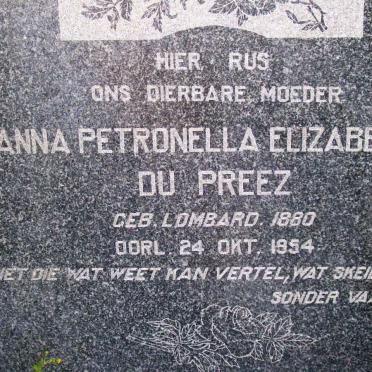 HIER RUS
ONS DIERBARE MOEDER
ANNA PETRONELLA ELIZABE
DU PREEZ
GEB. LOMBARD 1880
OORL. 24 OKT. 1954
NET DIE WAT WEET KAN VERTEL, WAT SKEI
SONDER VA